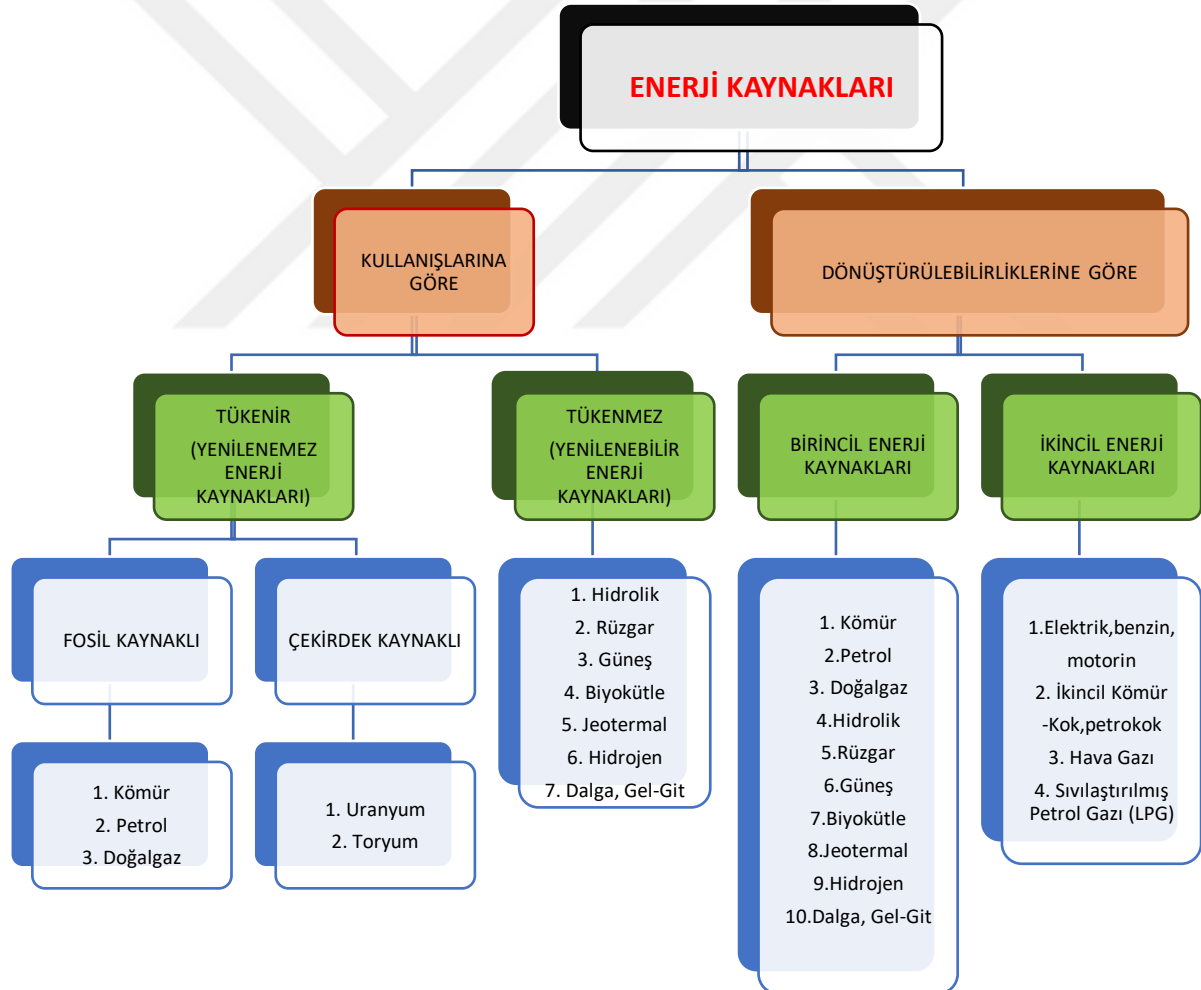 ENERJİ KAYNAKLARI
KULLANIŞLARINA
GÖRE
DÖNÜŞTÜRÜLEBİLİRLİKLERİNE GÖRE
TÜKENİR
(YENİLENEMEZ
ENERJİ
KAYNAKLARI)
TÜKENMEZ
(YENİLENEBİLİR
ENERJİ
KAYNAKLARI)
BİRİNCİL ENERJİ
KAYNAKLARI
İKİNCİL ENERJİ
KAYNAKLARI
FOSİL KAYNAKLI
ÇEKİRDEK KAYNAKLI
1. Kömür
2. Petrol
3. Doğalgaz
1. Uranyum
2. Toryum
1. Hidrolik
2. Rüzgar
3. Güneş
4. Biyokütle
5. Jeotermal
6. Hidrojen
7. Dalga, Gel-Git
1. Kömür
2.Petrol
3. Doğalgaz
4.Hidrolik
5.Rüzgar
6.Güneş
7.Biyokütle
8.Jeotermal
9.Hidrojen
10.Dalga, Gel-Git
1.Elektrik,benzin,
motorin
2. İkincil Kömür
-Kok,petrokok
3. Hava Gazı
4. Sıvılaştırılmış
Petrol Gazı (LPG)